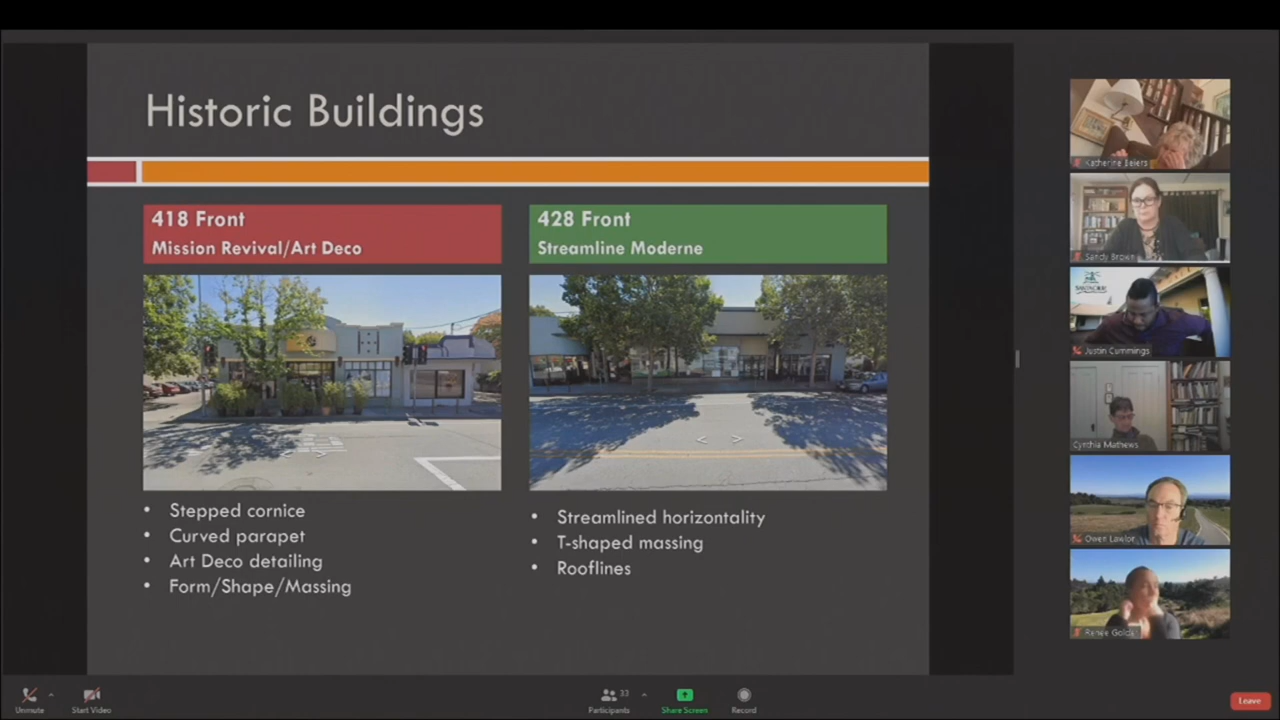 Historic Buildings
418 Front
Mission Revival/Art Deco
428 Front
Streamline Moderne
• Stepped cornice
• Curved parapet
• Art Deco detailing
• Form/Shape/Massing
• Streamlined horizontality
• T-shaped massing
• Rooflines
Katherine Beiers
Sandy Brown
Justin Cummings
Cynthia Mathews
Owen Lawlor
Renee Golder
Unmute
Start Video
33
Participants
Share Screen
Record
Leave